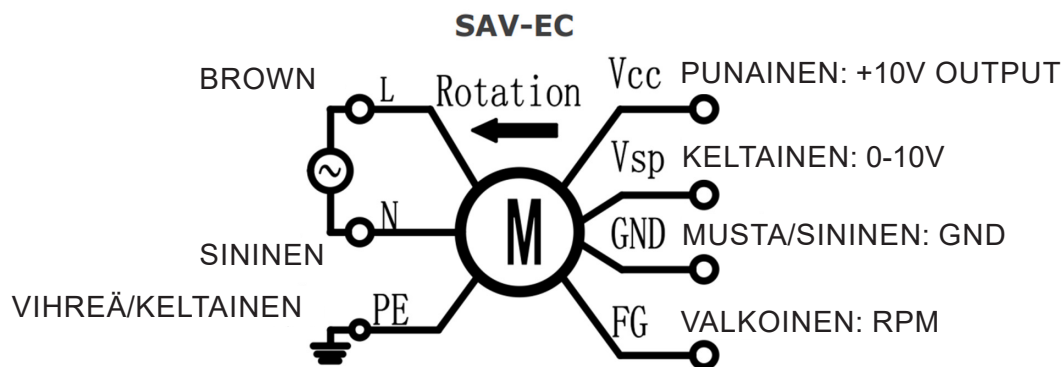 SAV-EC
BROWN
L
Rotation
Vcc PUNAINEN: +10V OUTPUT
Vsp KELTAINEN: 0-10V
N
M
GND MUSTA/SININEN: GND
SININEN
VIHREÄ/KELTAINEN
PE
FG VALKOINEN: RPM